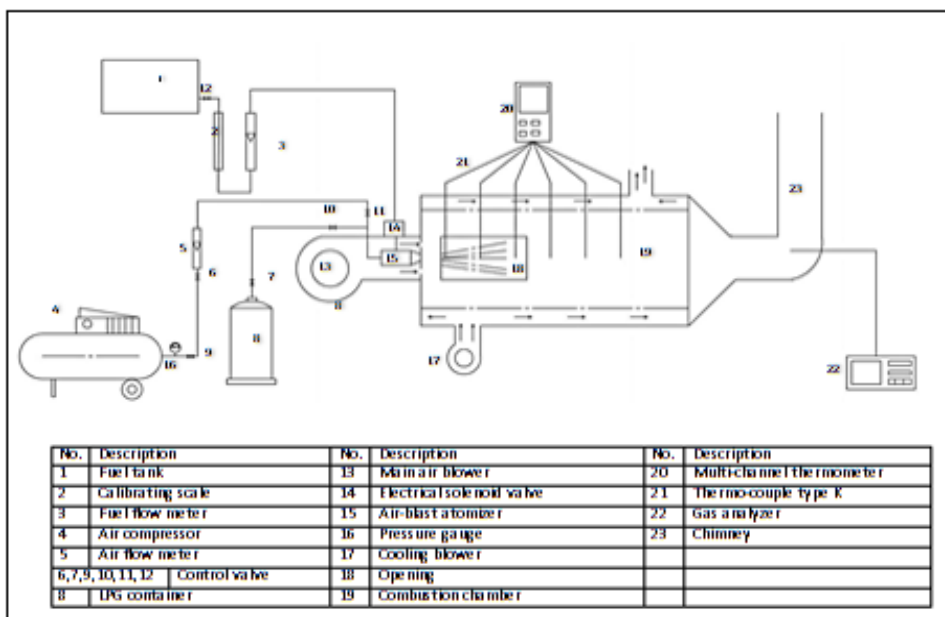 12
20
2
3
21
23
10
11
14
5
15
19
13
18
6
7
8
4
8
9
16
17
22
No. Description No. Description No. Description
1 Fuel tank 13 Main air blower 20 Multi-channel thermometer
2 Calibrating scale 14 Electrical solenoid valve 21 Thermo-couple type K
3 Fuel flow meter 15 Air-blast atomizer 22 Gas analyzer
4 Air compressor 16 Pressure gauge 23 Chimney
5 Air flow meter 17 Cooling blower
6,7,9,10,11,12 Control valve 18 Opening
8 LPG container 19 Combustion chamber